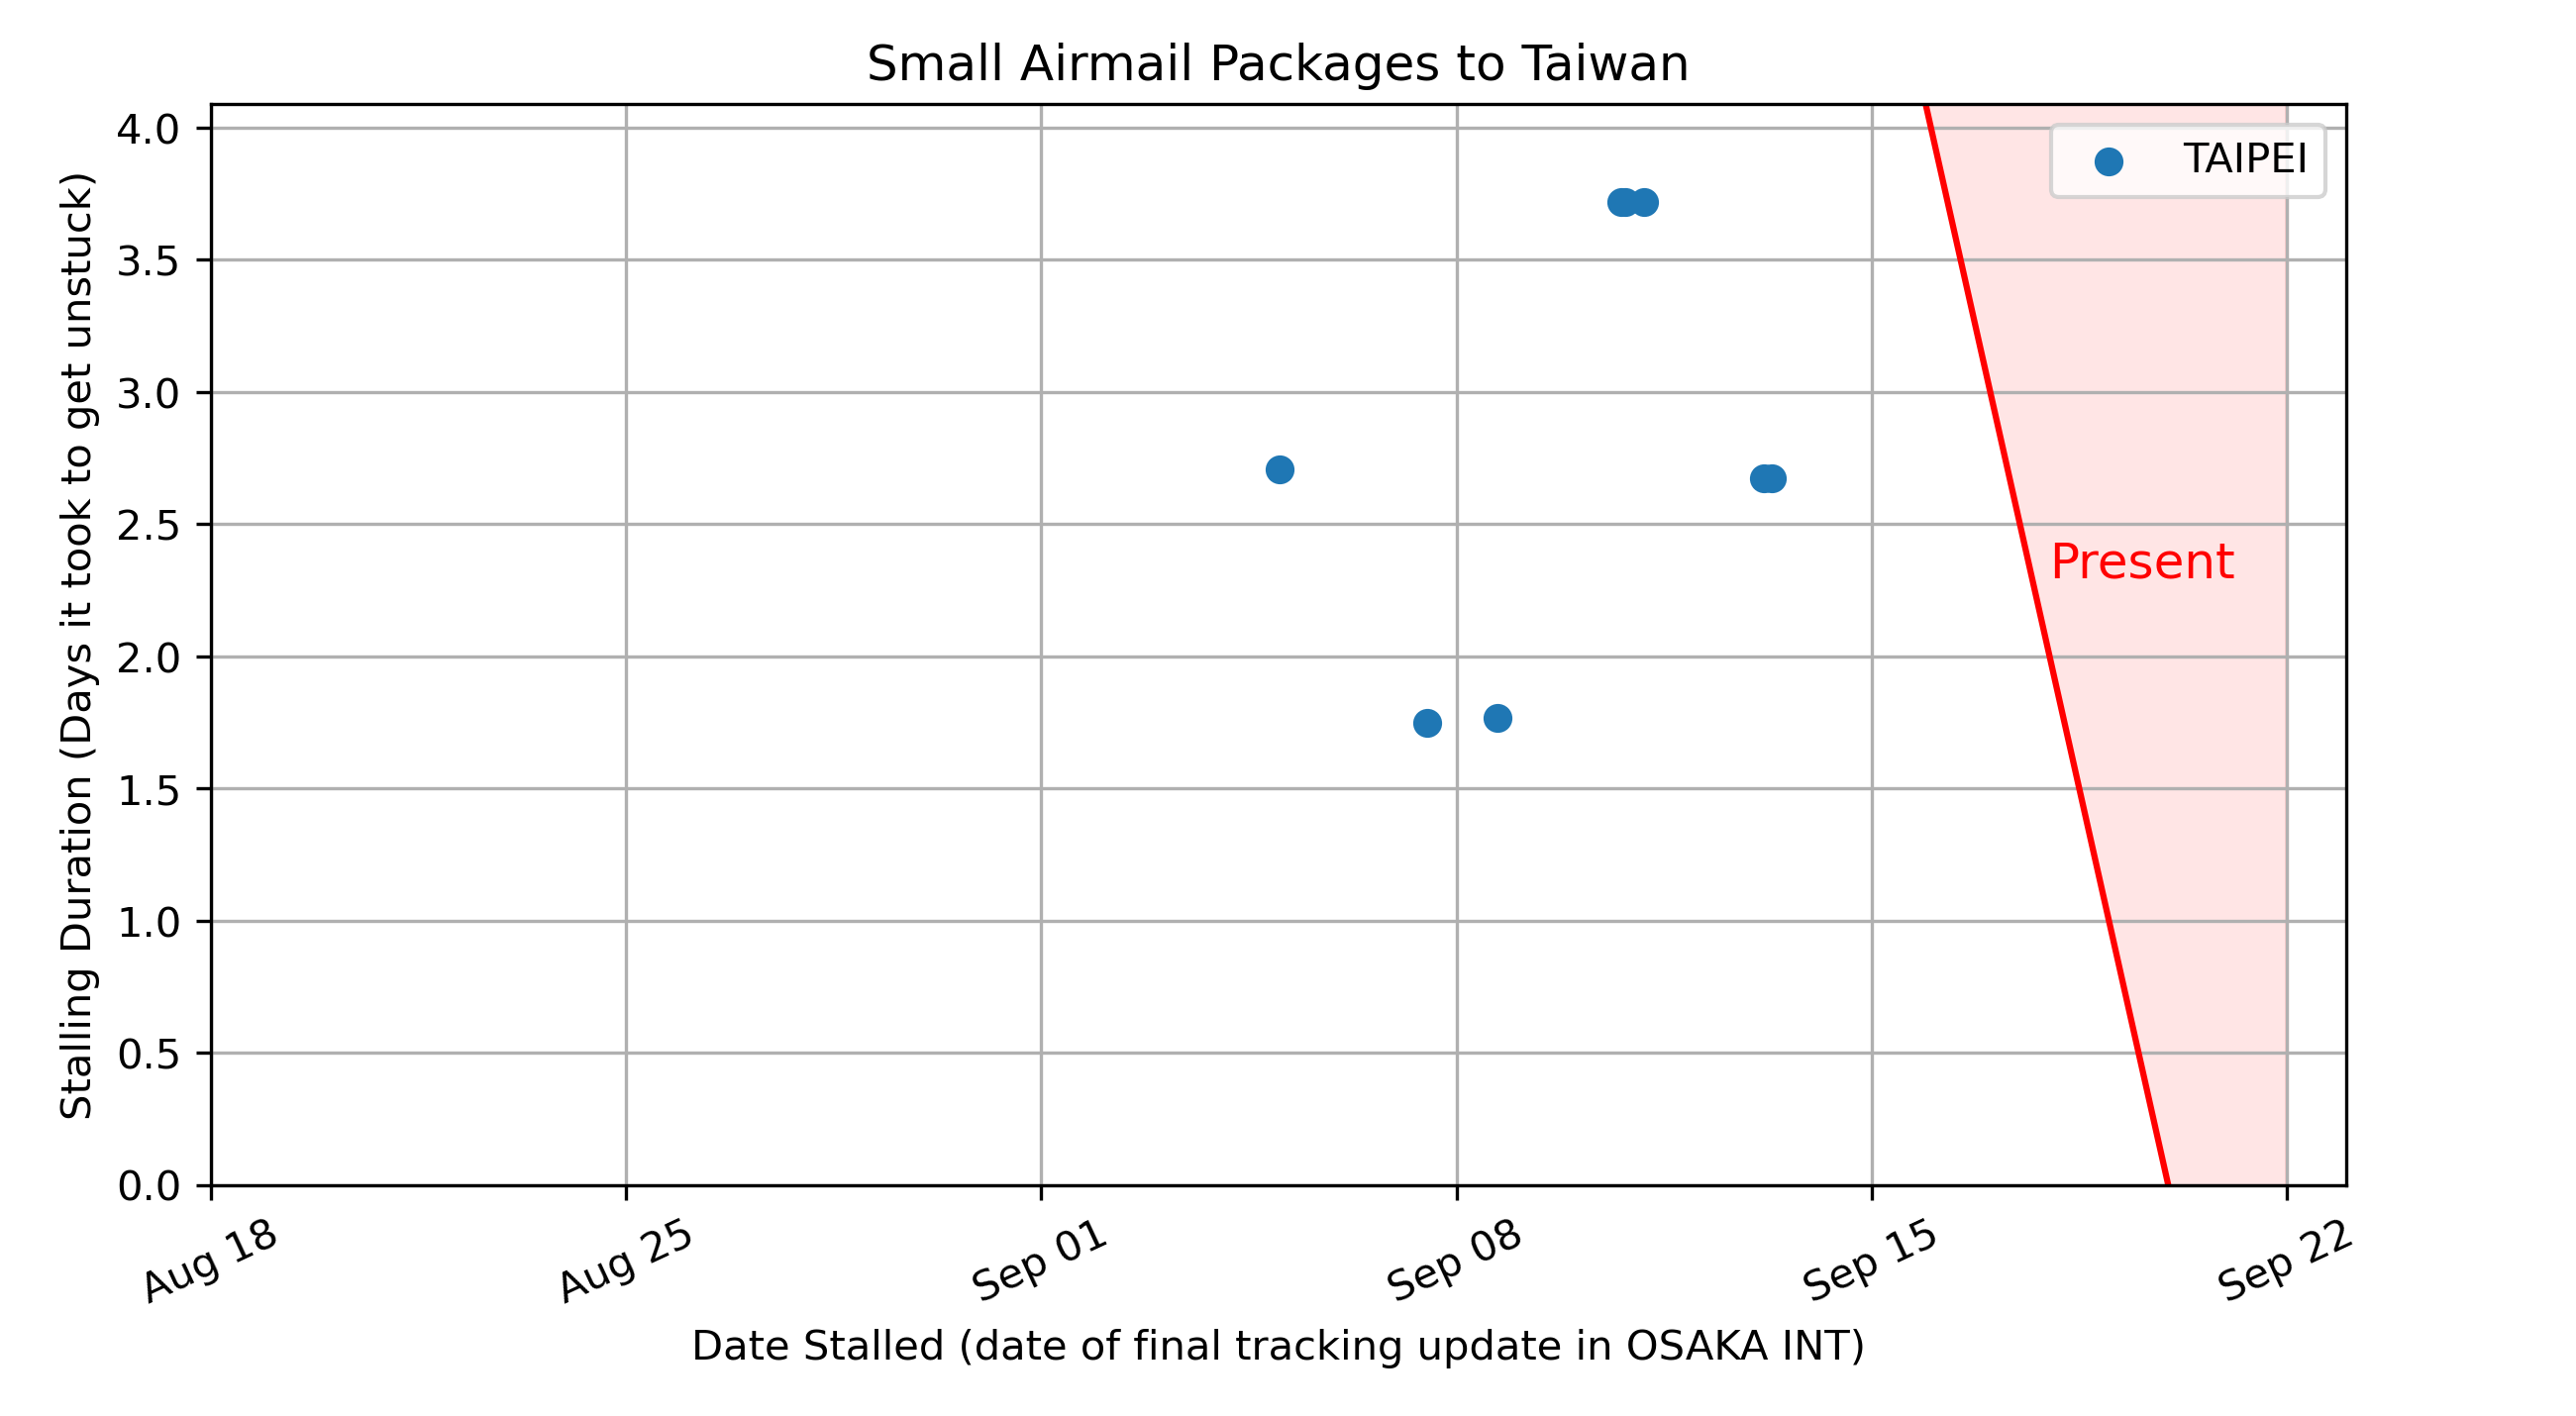 Small Airmail Packages to Taiwan
TAIPEI
Present
Stalling Duration (Days it took to get unstuck)
4.0
3.5
3.0
2.5
2.0
1.5
1.0
0.5
0.0
Aug 18
Aug 25
Sep 01
Sep 08
Sep 15
Sep 22
Date Stalled (date of final tracking update in OSAKA INT)